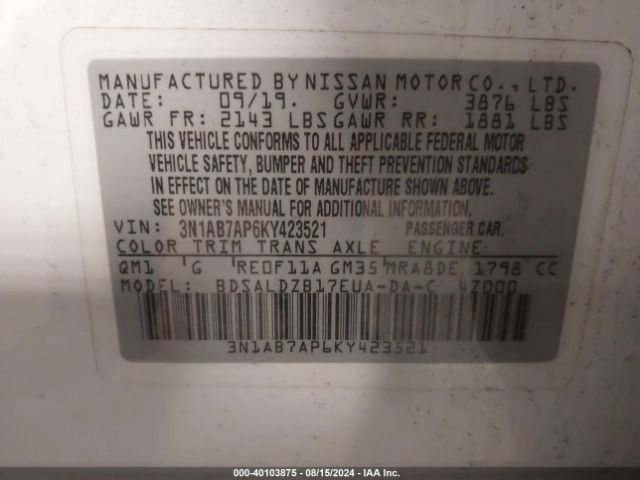 MANUFACTURED BY NISSAN MOTOR CO., LTD.
DATE: 09/19. GVWR: 3876 LBS
GAWR FR: 2143 LBS GAWR RR: 1881 LBS
THIS VEHICLE CONFORMS TO ALL APPLICABLE FEDERAL MOTOR
VEHICLE SAFETY, BUMPER AND THEFT PREVENTION STANDARDS
IN EFFECT ON THE DATE OF MANUFACTURE SHOWN ABOVE.
SEE OWNER'S MANUAL FOR ADDITIONAL INFORMATION.
VIN: 3N1AB7AP6KY423521 PASSENGER CAR.
COLOR TRIM TRANS AXLE ENGINE
QM1 G RE0F11A GM35 MRA8DE, 1798 CC
MODEL: BDSALDZB17EUA-DA-C 4Z000
3N1AB7AP6KY423521
000-40103875 - 08/15/2024 - IAA Inc.